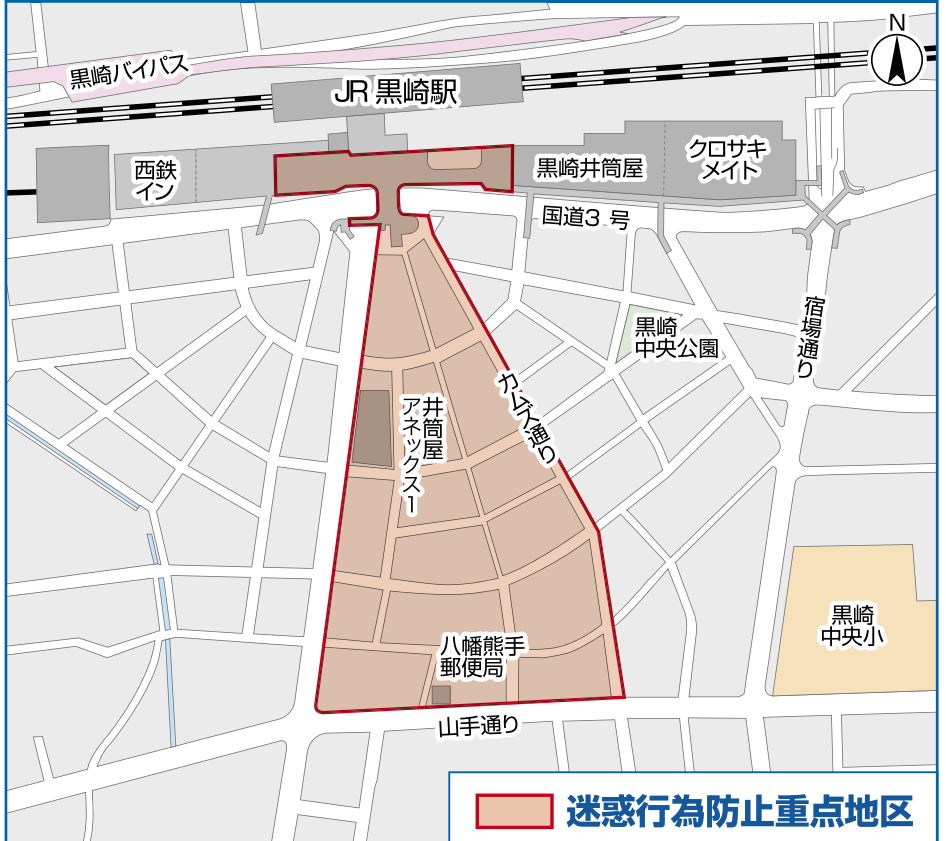 N
黒崎バイパス
JR 黒崎駅
西鉄
イン
黒崎井筒屋
クロサキ
メイト
国道3 号
宿場通り
黒崎
中央公園
カムズ通り
井筒屋
アネックス1
黒崎
中央小
八幡熊手
郵便局
山手通り
迷惑行為防止重点地区